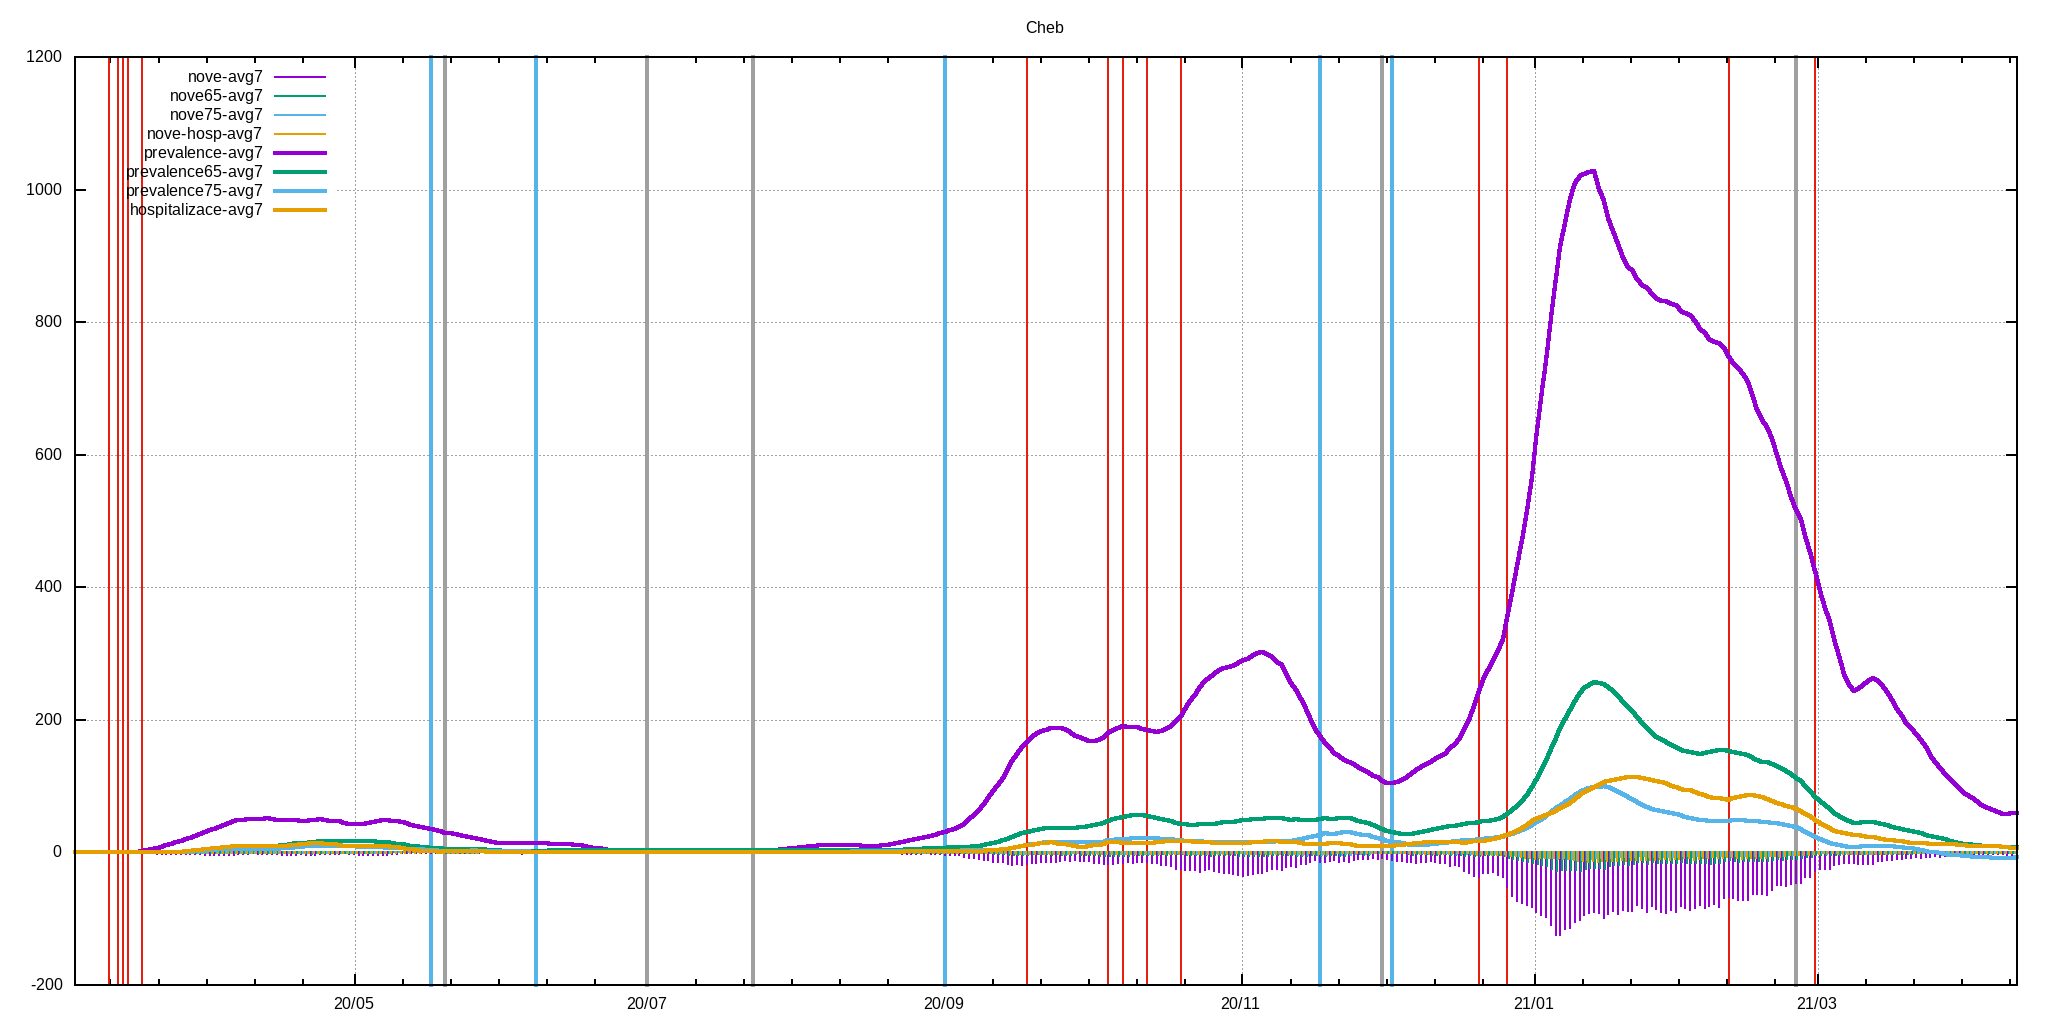 Cheb
1200
1000
800
600
400
200
0
-200
nove-avg7
nove65-avg7
nove75-avg7
nove-hosp-avg7
prevalence-avg7
prevalence65-avg7
prevalence75-avg7
hospitalizace-avg7
20/05
20/07
20/09
20/11
21/01
21/03